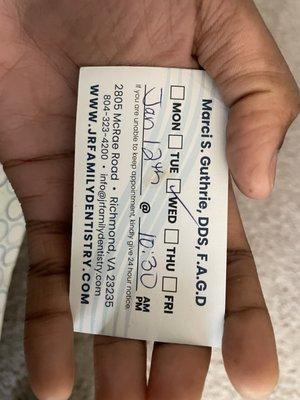 Marci S. Guthrie, DDS, F.A.G.D
MON TUE WED THU FRI
Jan 12th @ 10:30 AM PM
If you are unable to keep appointment, kindly give 24 hour notice.
2805 McRae Road • Richmond, VA 23235
804-323-4200 • info@jrfamilydentistry.com
WWW.JRFAMILYDENTISTRY.COM